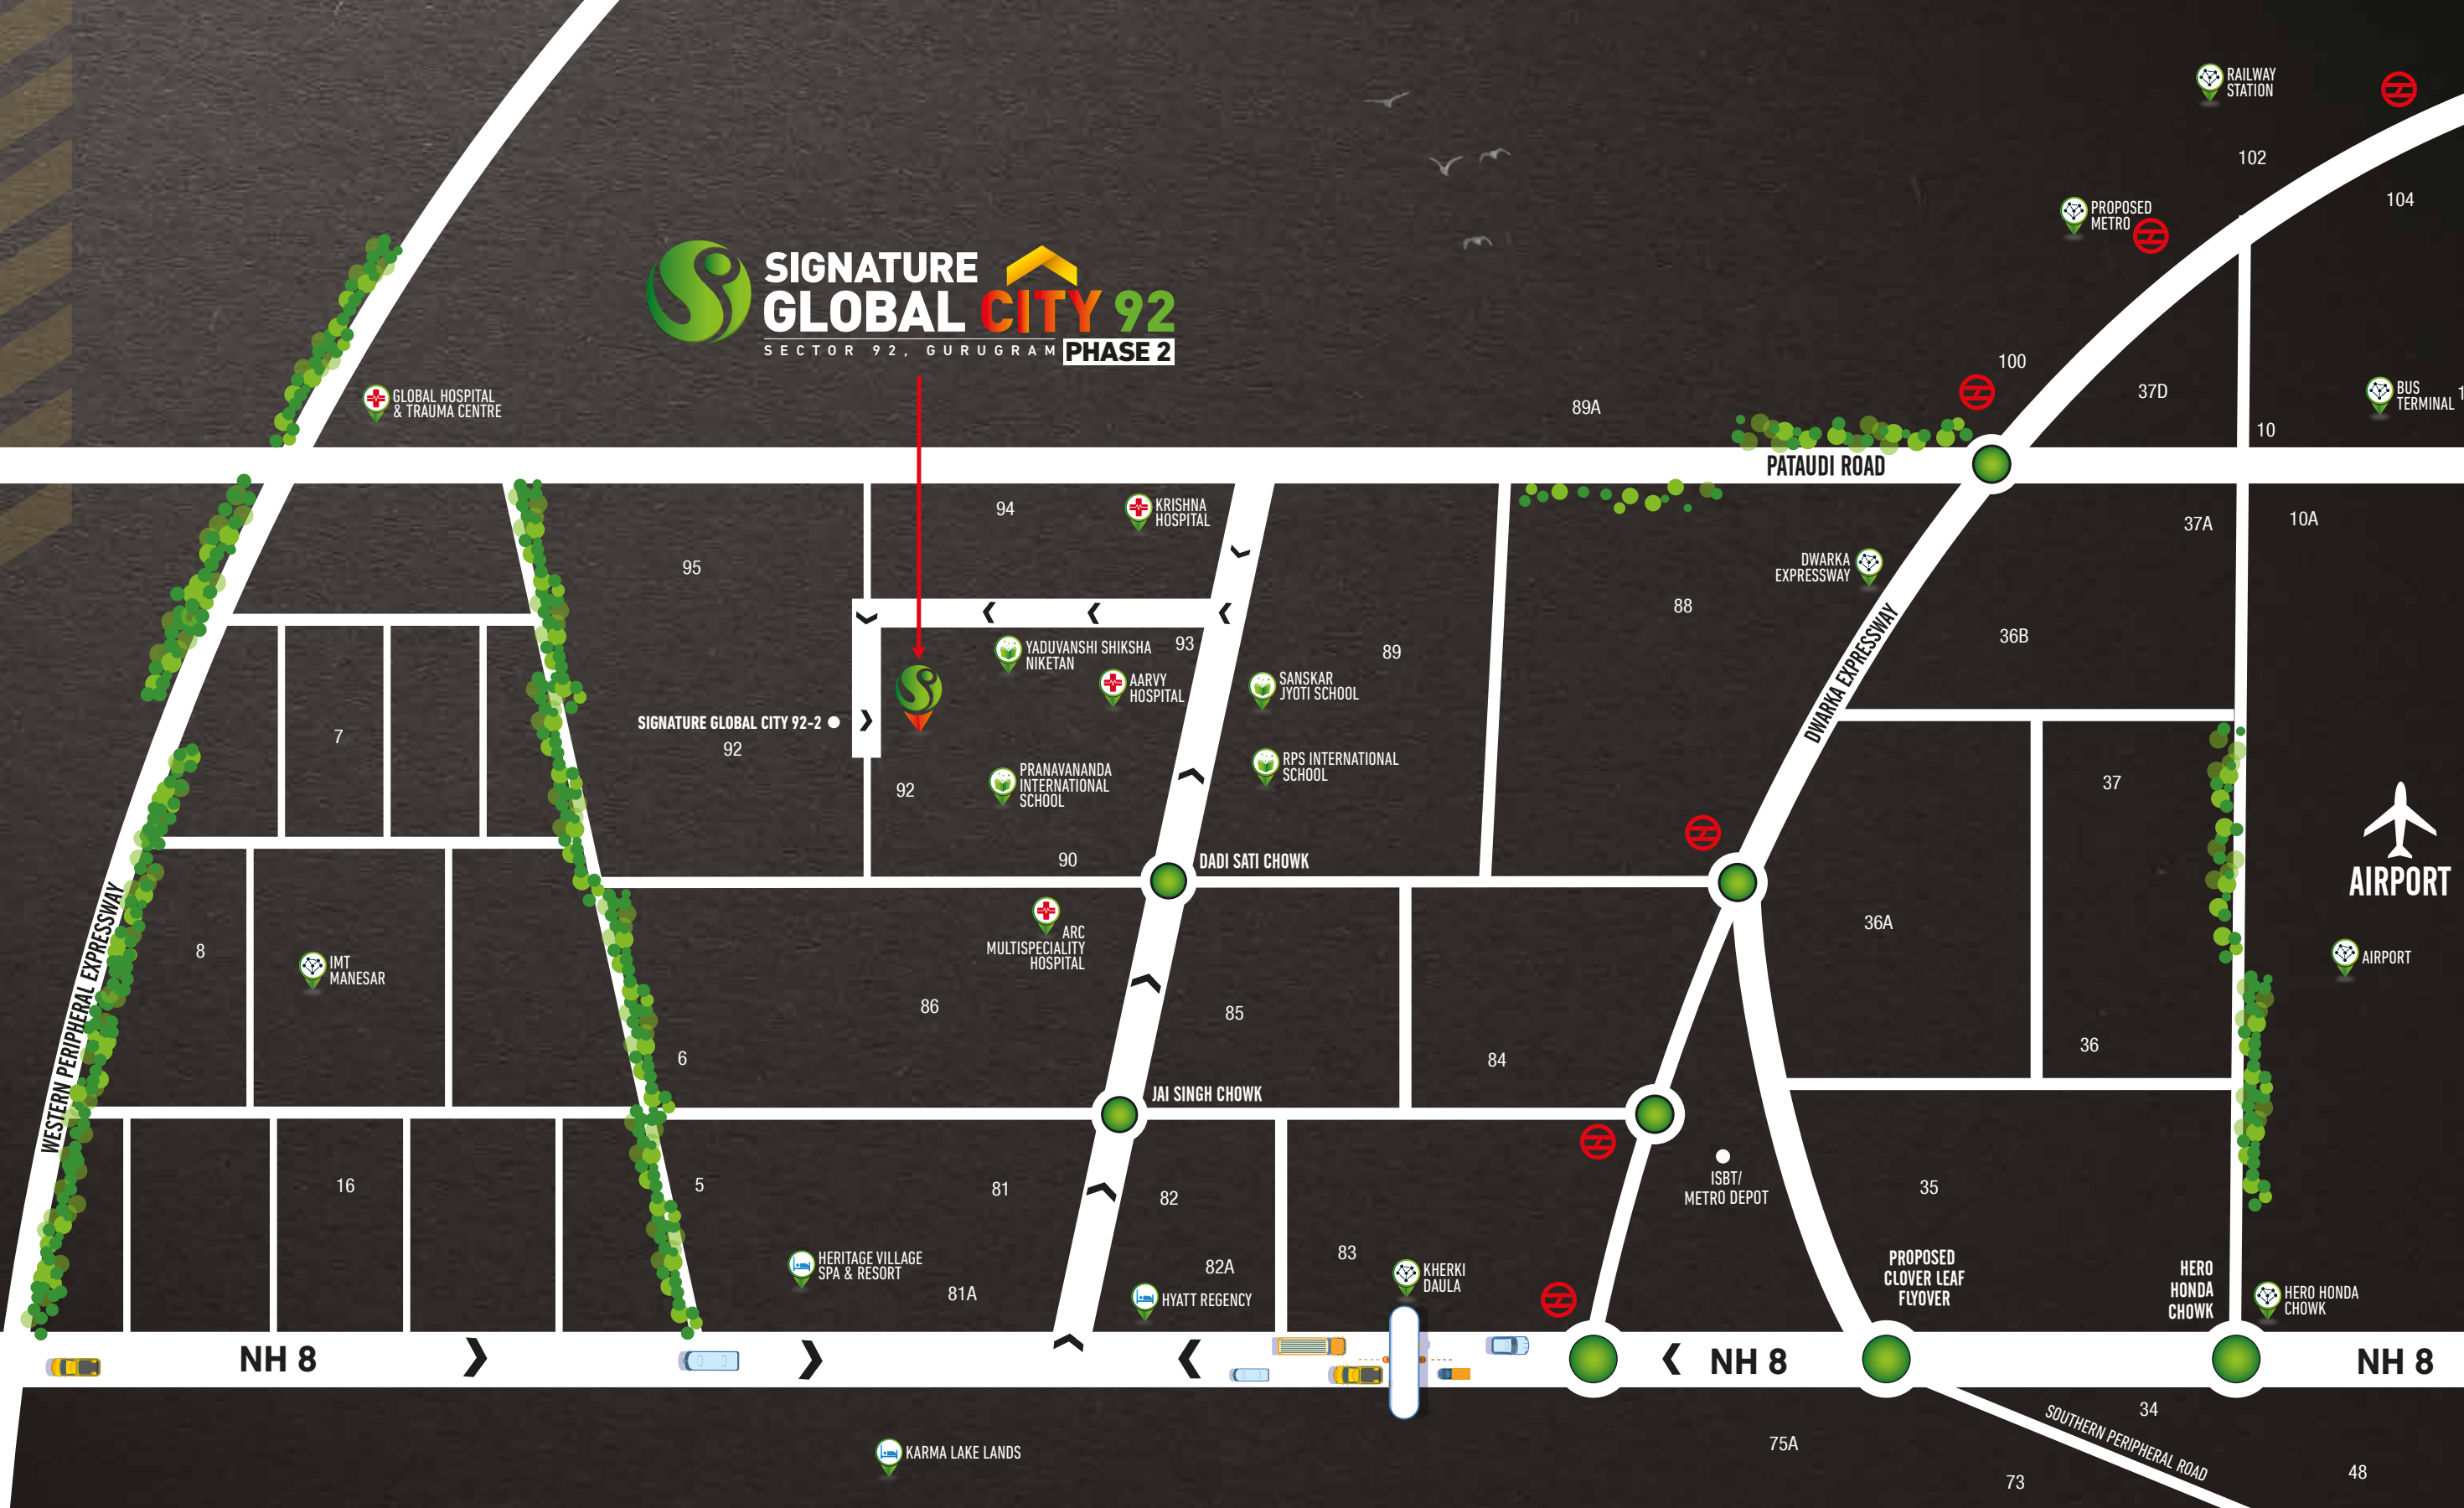 RAILWAY
STATION
102
104
PROPOSED
METRO
SIGNATURE
GLOBAL CITY 92
SECTOR 92, GURUGRAM PHASE 2
100
37D
BUS
TERMINAL
1
GLOBAL HOSPITAL
& TRAUMA CENTRE
89A
10
PATAUDI ROAD
94
KRISHNA
HOSPITAL
37A
10A
95
DWARKA
EXPRESSWAY
88
36B
93
89
YADUVANSHI SHIKSHA
NIKETAN
AARVY
HOSPITAL
SANSKAR
JYOTI SCHOOL
DWARKA EXPRESSWAY
7
SIGNATURE GLOBAL CITY 92-2
92
92
PRANAVANANDA
INTERNATIONAL
SCHOOL
RPS INTERNATIONAL
SCHOOL
37
90
DADI SATI CHOWK
AIRPORT
WESTERN PERIPHERAL EXPRESSWAY
8
IMT
MANESAR
ARC
MULTISPECIALITY
HOSPITAL
36A
AIRPORT
86
85
6
84
36
JAI SINGH CHOWK
16
5
81
82
ISBT/
METRO DEPOT
35
HERITAGE VILLAGE
SPA & RESORT
81A
82A
HYATT REGENCY
83
KHERKI
DAULA
PROPOSED
CLOVER LEAF
FLYOVER
HERO
HONDA
CHOWK
HERO HONDA
CHOWK
NH 8
NH 8
NH 8
KARMA LAKE LANDS
75A
34
SOUTHERN PERIPHERAL ROAD
73
48